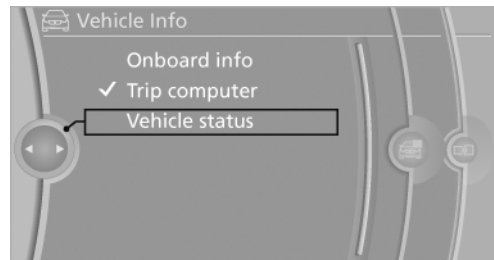 Vehicle Info
Onboard info
Trip computer
Vehicle status